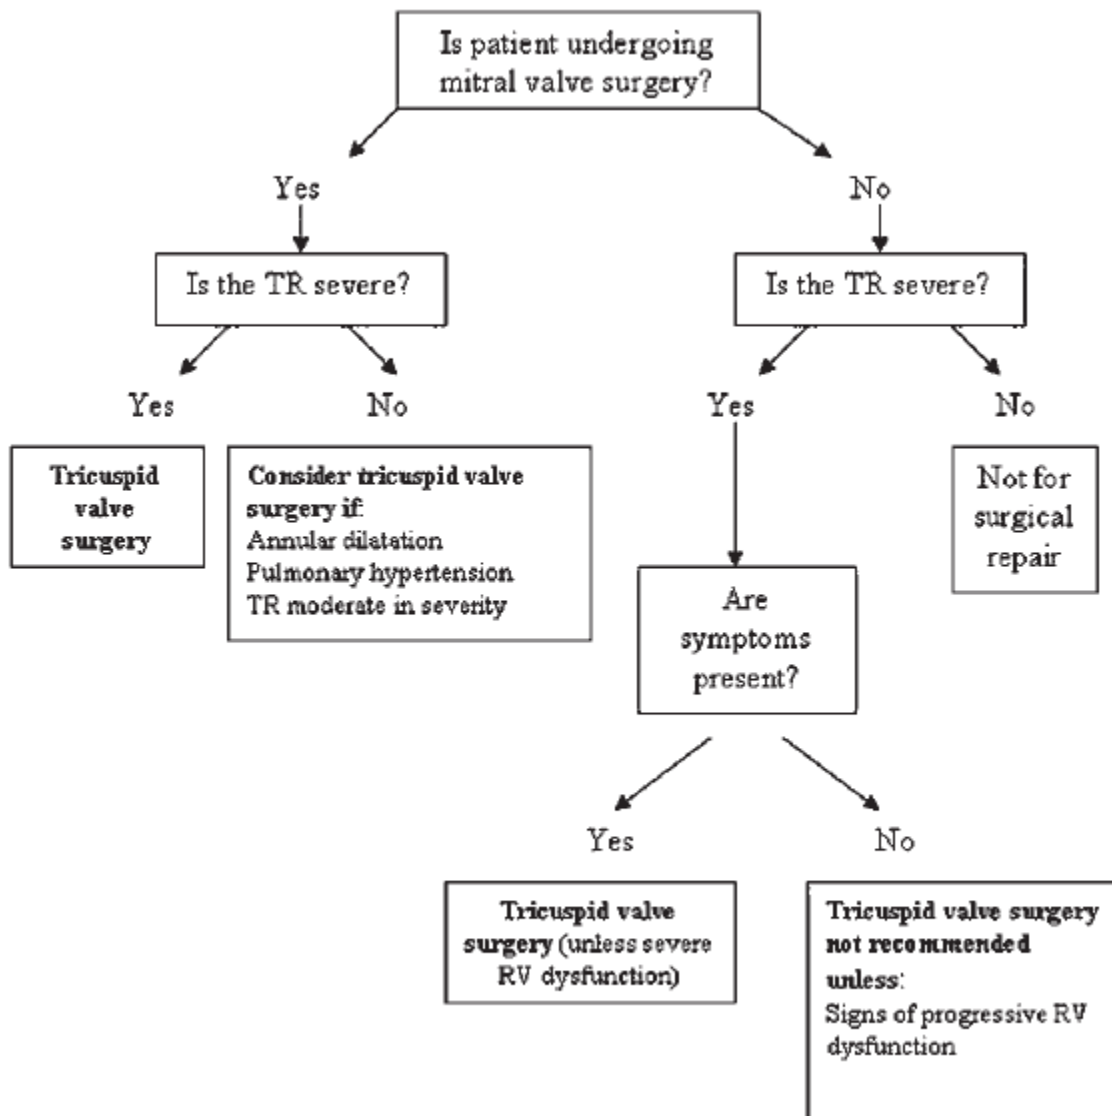 Is patient undergoing
mitral valve surgery?
Yes
No
Is the TR severe?
Is the TR severe?
Yes
No
Yes
No
Tricuspid
valve
surgery
Consider tricuspid valve
surgery if:
Annular dilatation
Pulmonary hypertension
TR moderate in severity
Not for
surgical
repair
Are
symptoms
present?
Yes
No
Tricuspid valve
surgery (unless severe
RV dysfunction)
Tricuspid valve surgery
not recommended
unless:
Signs of progressive RV
dysfunction